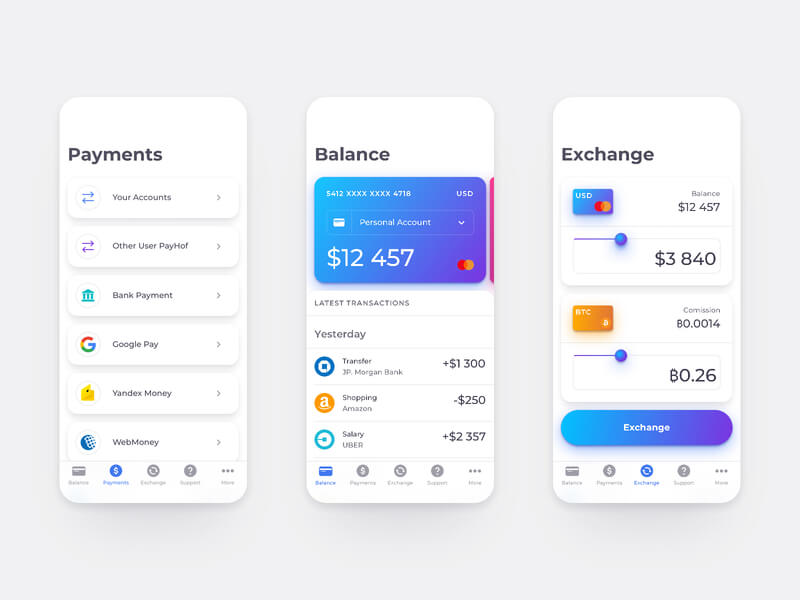 Payments
Your Accounts
Other User PayHof
Bank Payment
Google Pay
Yandex Money
WebMoney
Balance
Payments
Exchange
Support
More
Balance
5412 XXXX XXXX 4718
USD
Personal Account
$12 457
LATEST TRANSACTIONS
Yesterday
Transfer
+$1 300
JP. Morgan Bank
Shopping
-$250
Amazon
Salary
+$2 357
UBER
Balance
Payments
Exchange
Support
More
Exchange
USD
Balance
$12 457
$3 840
BTC
Comission
฿0.0014
฿0.26
Exchange
Balance
Payments
Exchange
Support
More